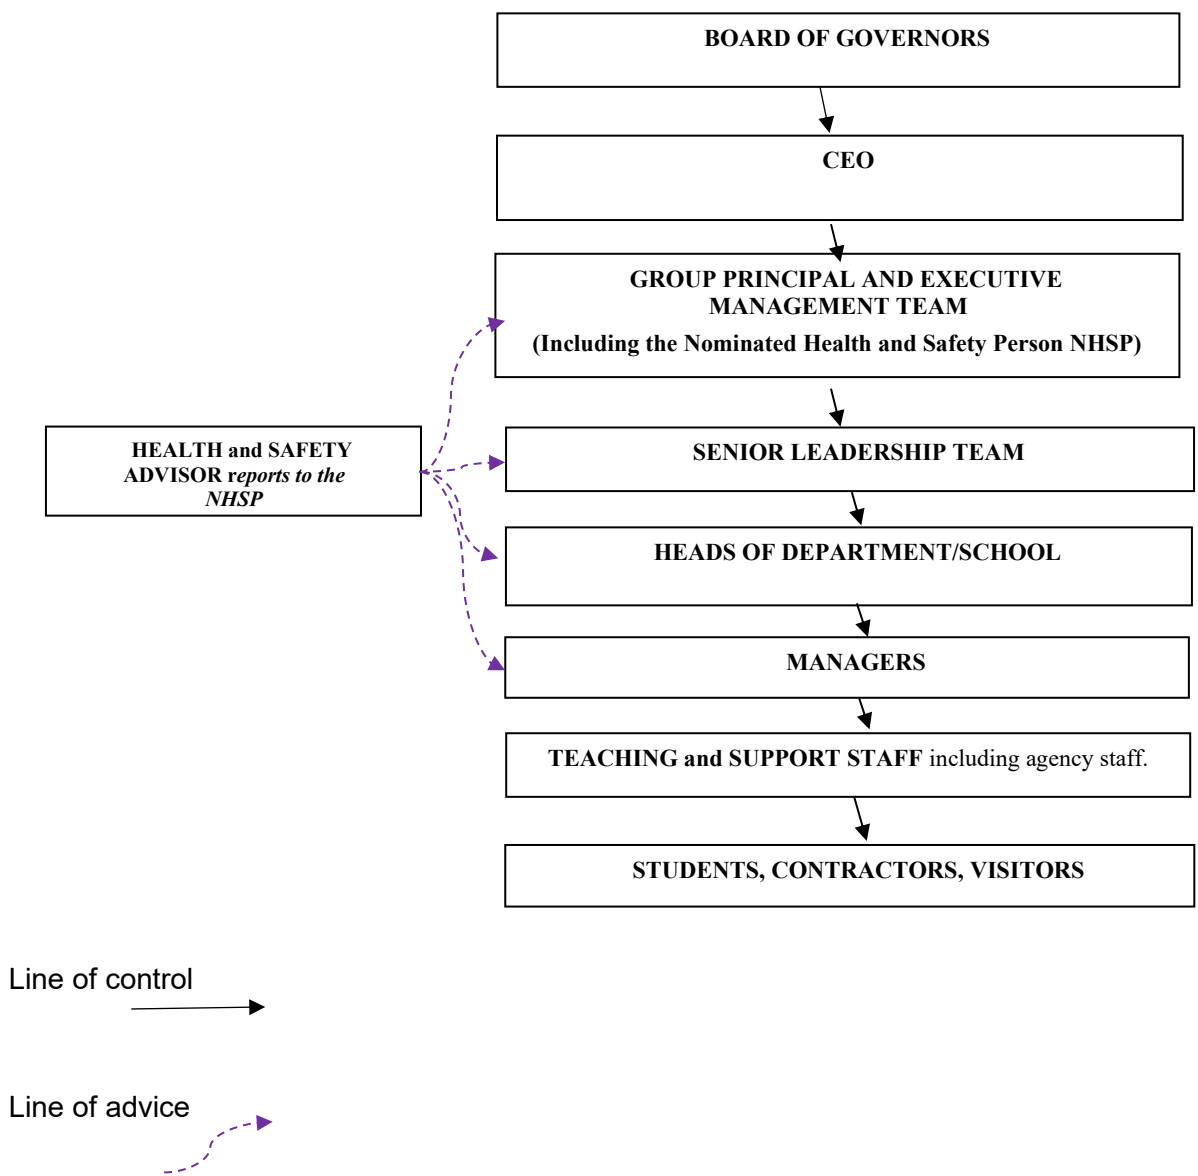 BOARD OF GOVERNORS
CEO
GROUP PRINCIPAL AND EXECUTIVE
MANAGEMENT TEAM
(Including the Nominated Health and Safety Person NHSP)
HEALTH and SAFETY
ADVISOR reports to the
NHSP
SENIOR LEADERSHIP TEAM
HEADS OF DEPARTMENT/SCHOOL
MANAGERS
TEACHING and SUPPORT STAFF including agency staff.
STUDENTS, CONTRACTORS, VISITORS
Line of control
Line of advice